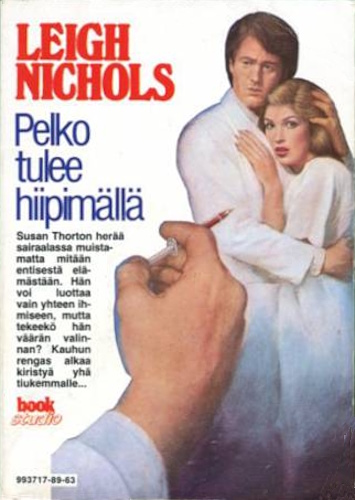 LEIGH
NICHOLS
Pelko
tulee
hiipimällä
Susan Thorton herää
sairaalassa muista-
matta mitään
entisestä elä-
mästään. Hän
voi luottaa
vain yhteen ih-
miseen, mutta
tekeekö hän
väärän valin-
nan? Kauhun
rengas alkaa
kiristyä yhä
tiukemmalle...
book
studio
993717-89-63